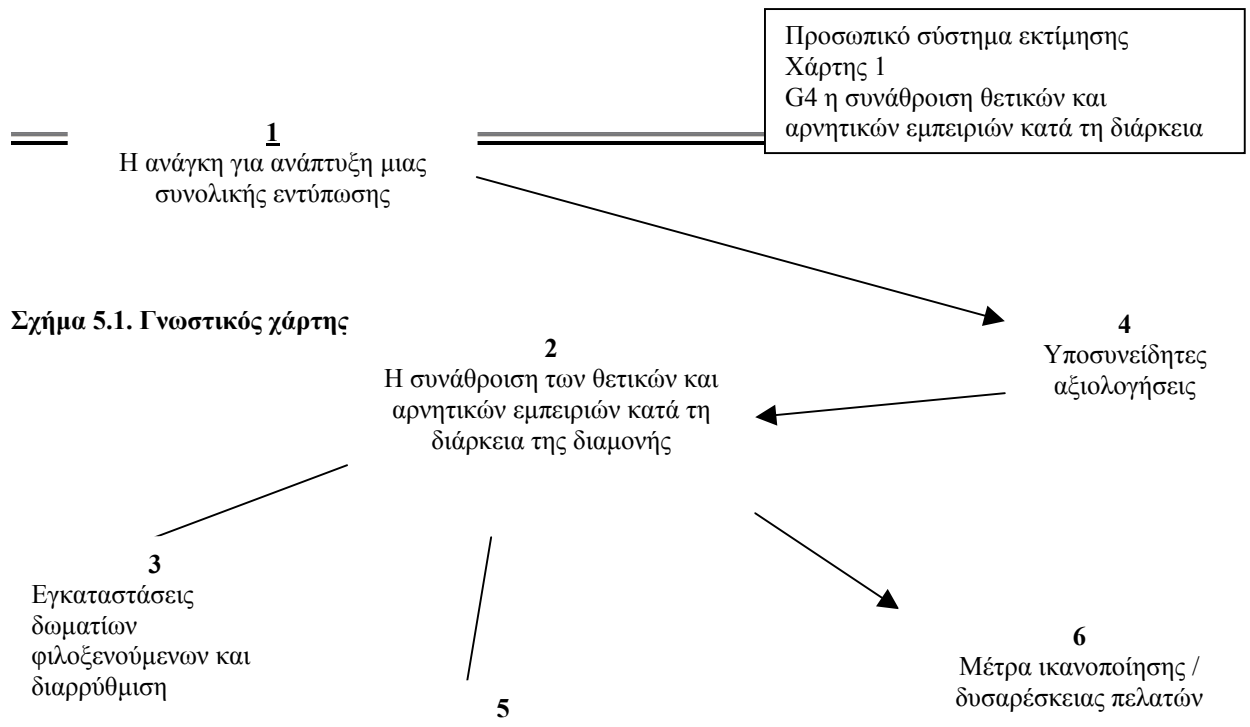 Προσωπικό σύστημα εκτίμησης
Χάρτης 1
G4 η συνάθροιση θετικών και
αρνητικών εμπειριών κατά τη διάρκεια
1
Η ανάγκη για ανάπτυξη μιας
συνολικής εντύπωσης
Σχήμα 5.1. Γνωστικός χάρτης
4
Υποσυνείδητες
αξιολογήσεις
2
Η συνάθροιση των θετικών και
αρνητικών εμπειριών κατά τη
διάρκεια της διαμονής
3
Εγκαταστάσεις
δωματίων
φιλοξενούμενων και
διαρρύθμιση
5
6
Μέτρα ικανοποίησης /
δυσαρέσκειας πελατών